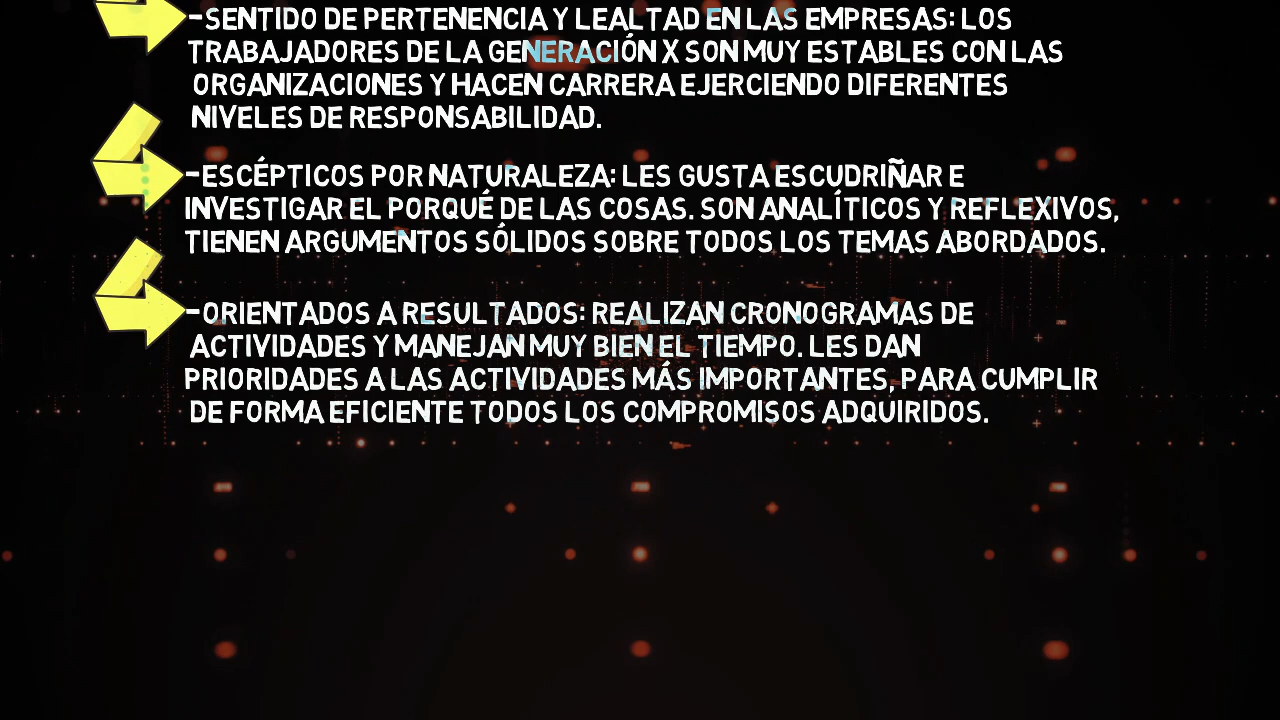 -SENTIDO DE PERTENENCIA Y LEALTAD EN LAS EMPRESAS: LOS
TRABAJADORES DE LA GENERACIÓN X SON MUY ESTABLES CON LAS
ORGANIZACIONES Y HACEN CARRERA EJERCIENDO DIFERENTES
NIVELES DE RESPONSABILIDAD.
-ESCÉPTICOS POR NATURALEZA: LES GUSTA ESCUDRIÑAR E
INVESTIGAR EL PORQUÉ DE LAS COSAS. SON ANALÍTICOS Y REFLEXIVOS,
TIENEN ARGUMENTOS SÓLIDOS SOBRE TODOS LOS TEMAS ABORDADOS.
-ORIENTADOS A RESULTADOS: REALIZAN CRONOGRAMAS DE
ACTIVIDADES Y MANEJAN MUY BIEN EL TIEMPO. LES DAN
PRIORIDADES A LAS ACTIVIDADES MÁS IMPORTANTES, PARA CUMPLIR
DE FORMA EFICIENTE TODOS LOS COMPROMISOS ADQUIRIDOS.